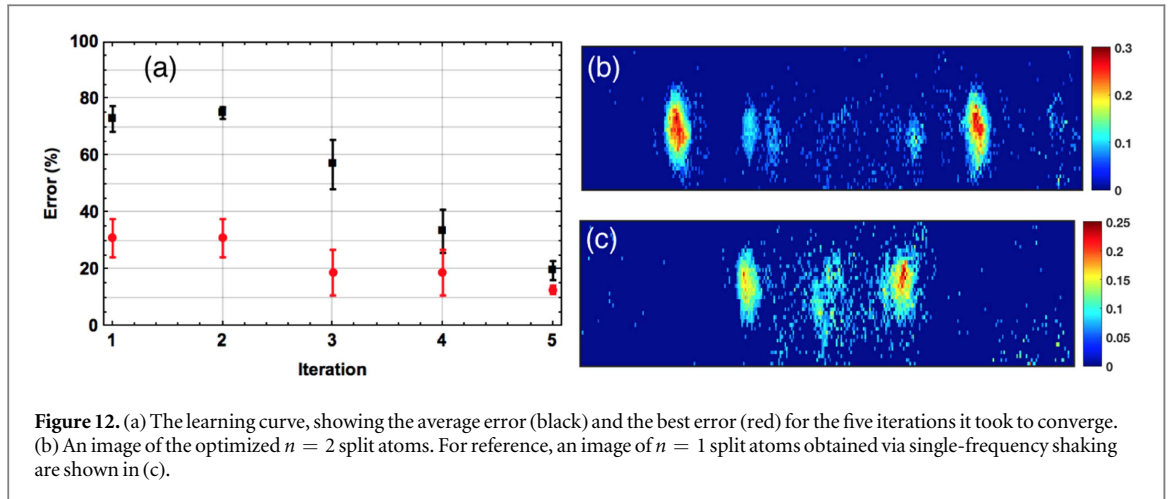 100
80
60
40
20
0
Error (%)
(a)
1
2
3
4
5
Iteration
(b)
0.3
0.2
0.1
0
(c)
0.25
0.2
0.15
0.1
0.05
0
Figure 12. (a) The learning curve, showing the average error (black) and the best error (red) for the five iterations it took to converge.
(b) An image of the optimized n = 2 split atoms. For reference, an image of n = 1 split atoms obtained via single-frequency shaking
are shown in (c).